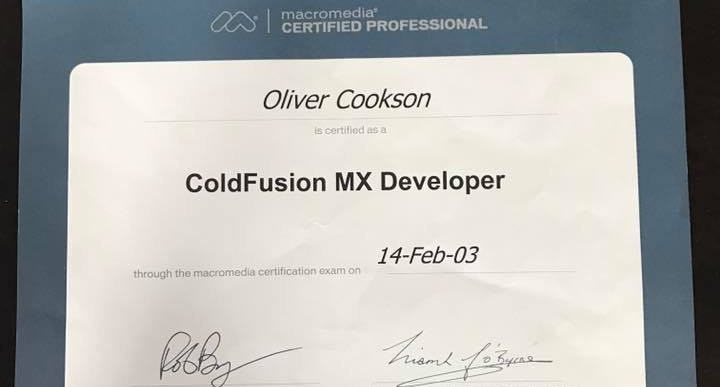 macromedia®
CERTIFIED PROFESSIONAL
Oliver Cookson
is certified as a
ColdFusion MX Developer
through the macromedia certification exam on 14-Feb-03